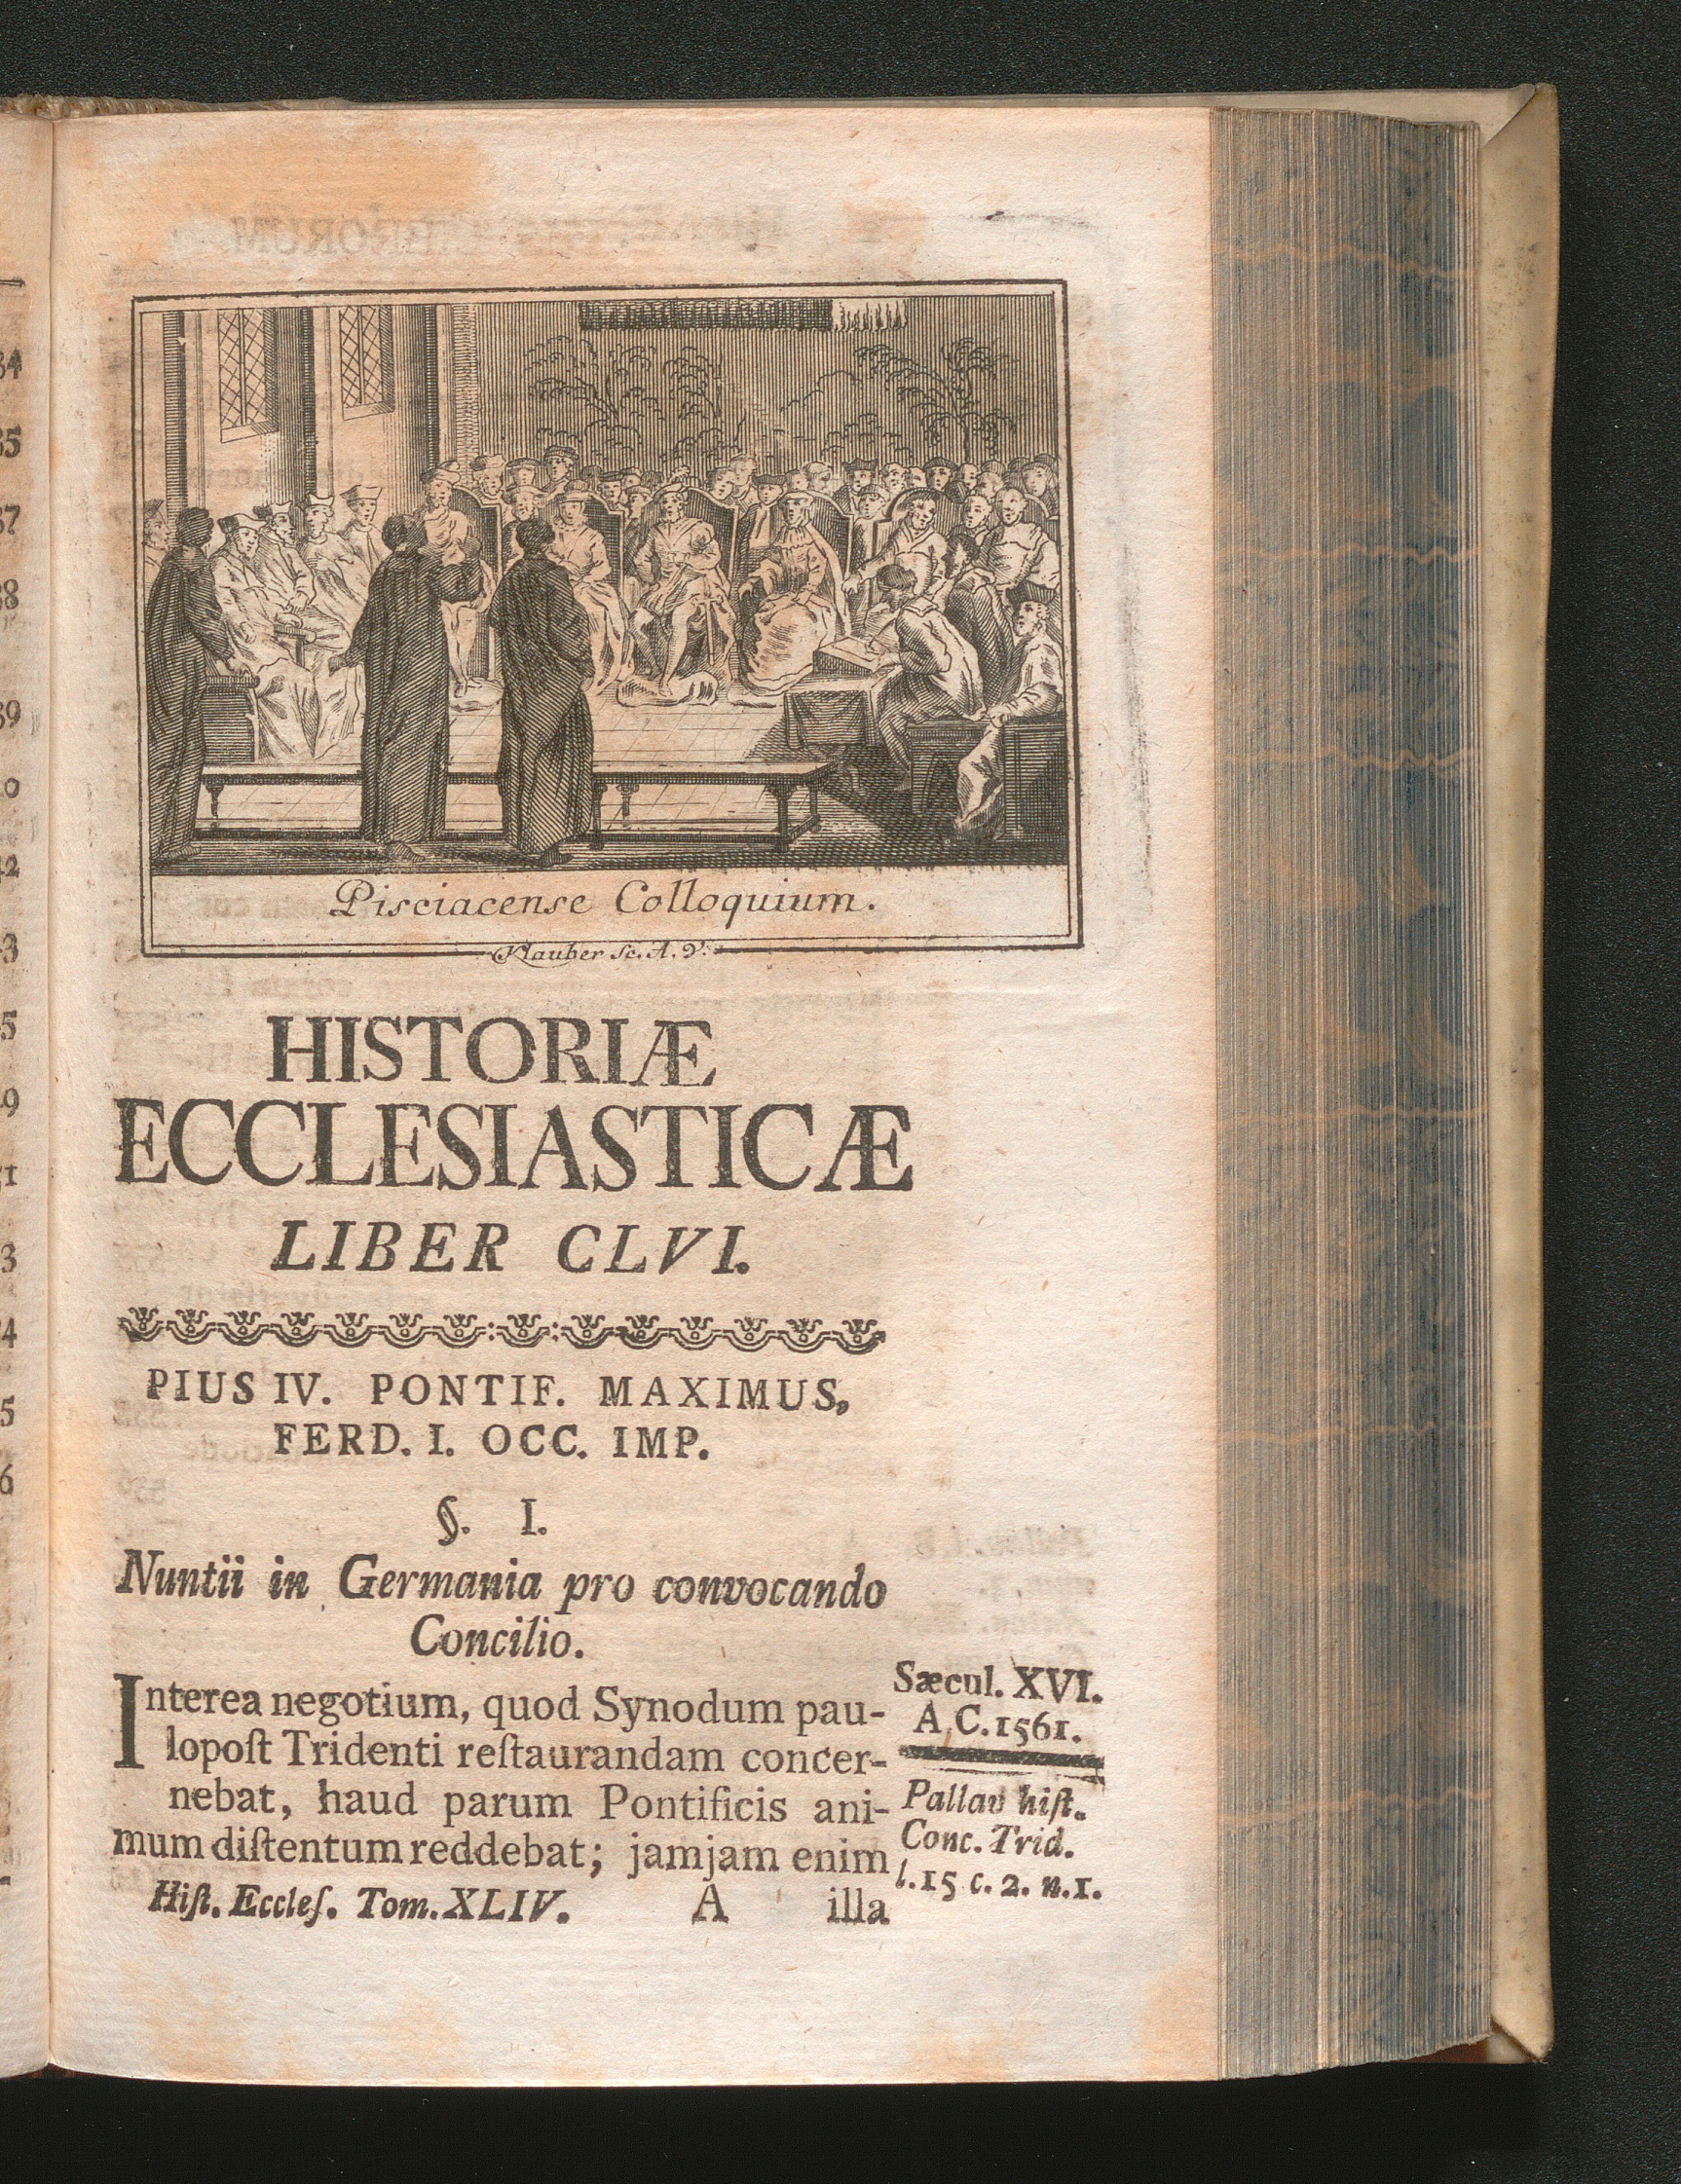 Pisciacense Colloquium.
Klauber sc. A. V.
HISTORIÆ
ECCLESIASTICÆ
LIBER CLVI.
PIUS IV. PONTIF. MAXIMUS,
FERD. I. OCC. IMP.
§. I.
Nuntii in Germania pro convocando
Concilio.
Interea negotium, quod Synodum pau-
lopoſt Tridenti reſtaurandam concer-
nebat, haud parum Pontificis ani-
mum diſtentum reddebat; jamjam enim
Sæcul. XVI.
A. C. 1561.
Pallav hiſt.
Conc. Trid.
l. 15 c. 2. n. 1.
Hiſt. Eccleſ. Tom. XLIV. A illa